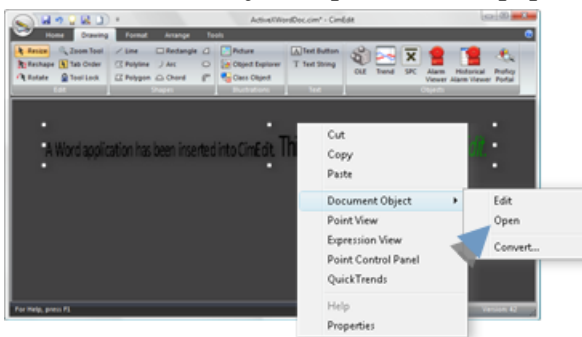 ActiveXWordDoc.cim* - CimEdit
Home Drawing Format Arrange Tools
Resize Zoom Tool Line Rectangle Picture Text Button
Reshape Tab Order Polyline Arc Object Explorer Text String
Rotate Tool Lock Polygon Chord Class Object
OLE Trend SPC Alarm Viewer Historical Alarm Viewer Proficy Portal
Edit Shapes Illustrations Text Objects
A Word application has been inserted into CimEdit.
Cut
Copy
Paste
Document Object
Point View
Expression View
Point Control Panel
QuickTrends
Help
Properties
Edit
Open
Convert...
For Help, press F1